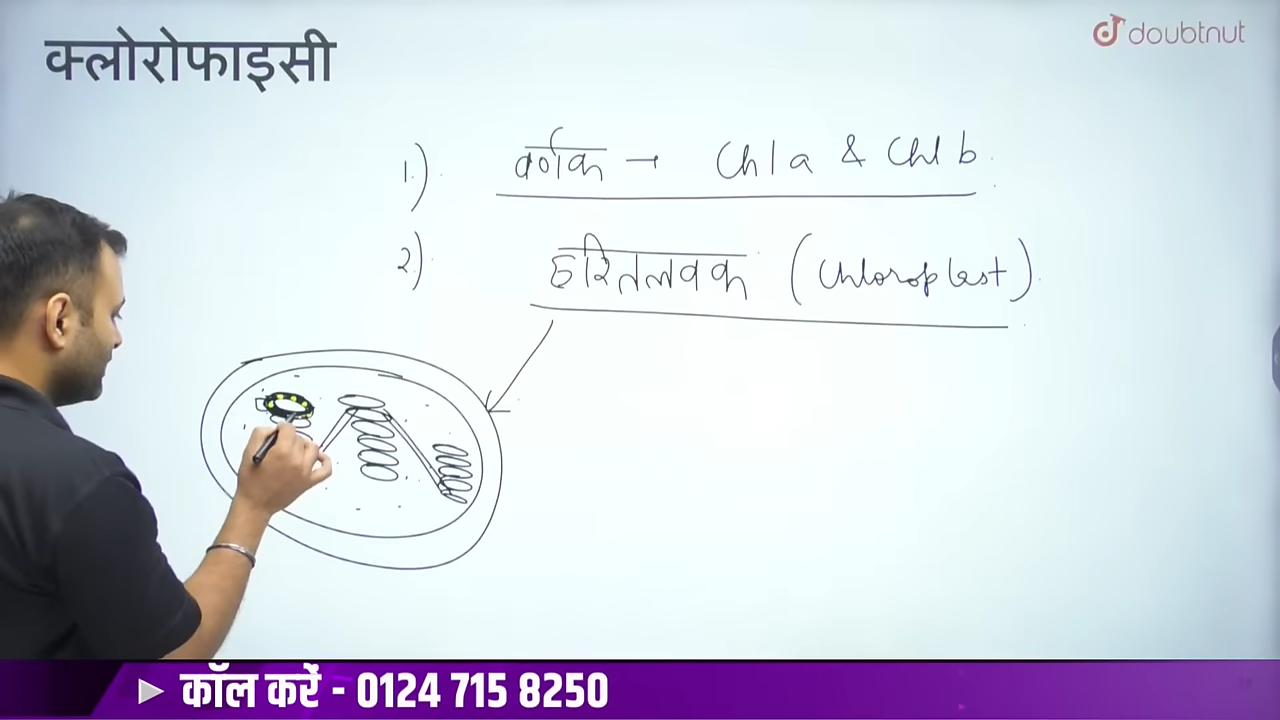 क्लोरोफाइसी
doubtnut
1.) वर्णक → Chl a & Chl b
2.) हरितलवक (Chloroplast)
कॉल करें - 0124 715 8250